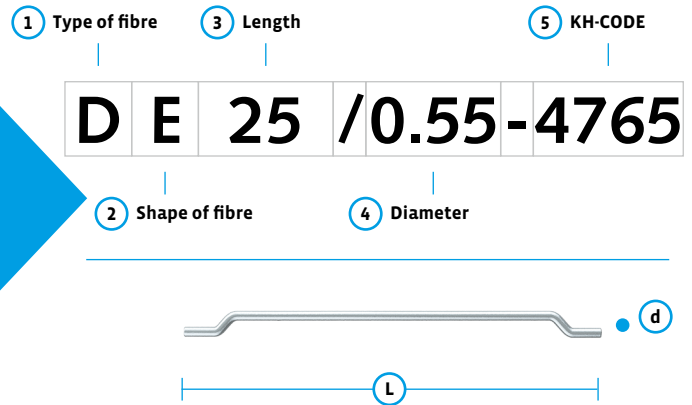 1 Type of fibre 3 Length 5 KH-CODE
D E 25 /0.55-4765
2 Shape of fibre 4 Diameter
d
L